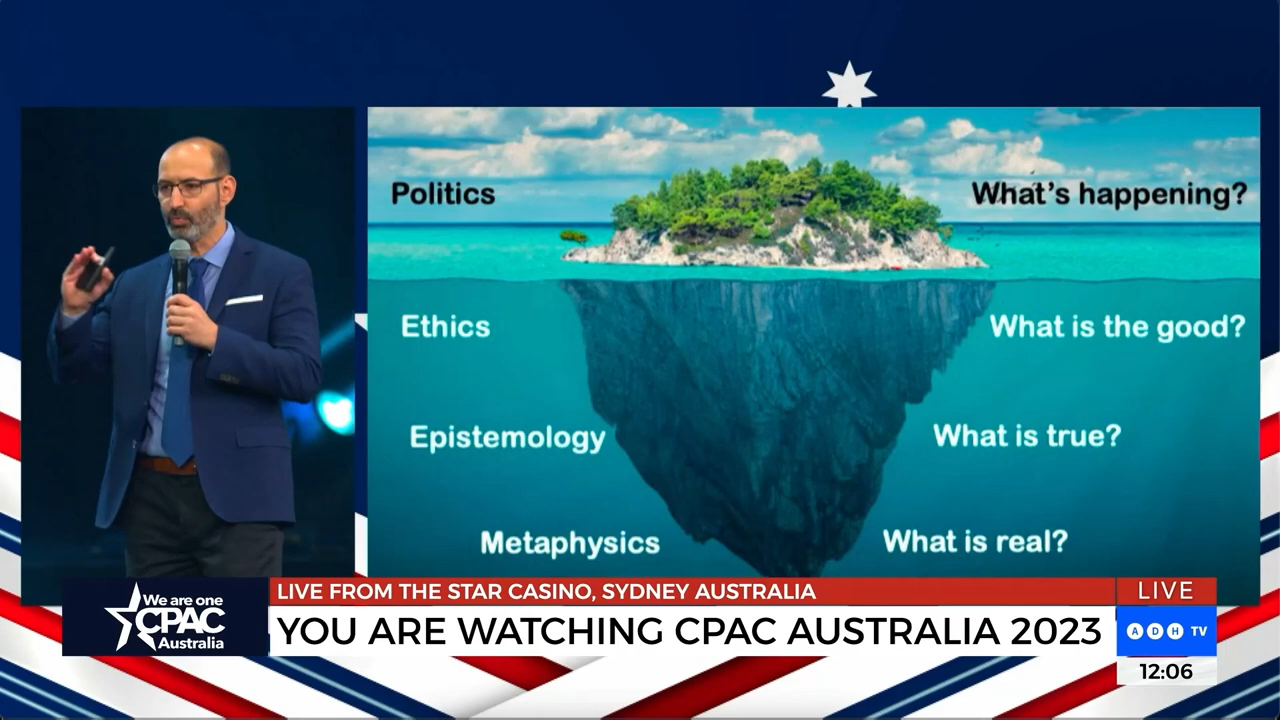 Politics
What's happening?
Ethics
What is the good?
Epistemology
What is true?
Metaphysics
What is real?
We are one
CPAC
Australia
LIVE FROM THE STAR CASINO, SYDNEY AUSTRALIA
YOU ARE WATCHING CPAC AUSTRALIA 2023
LIVE
ADH TV
12:06